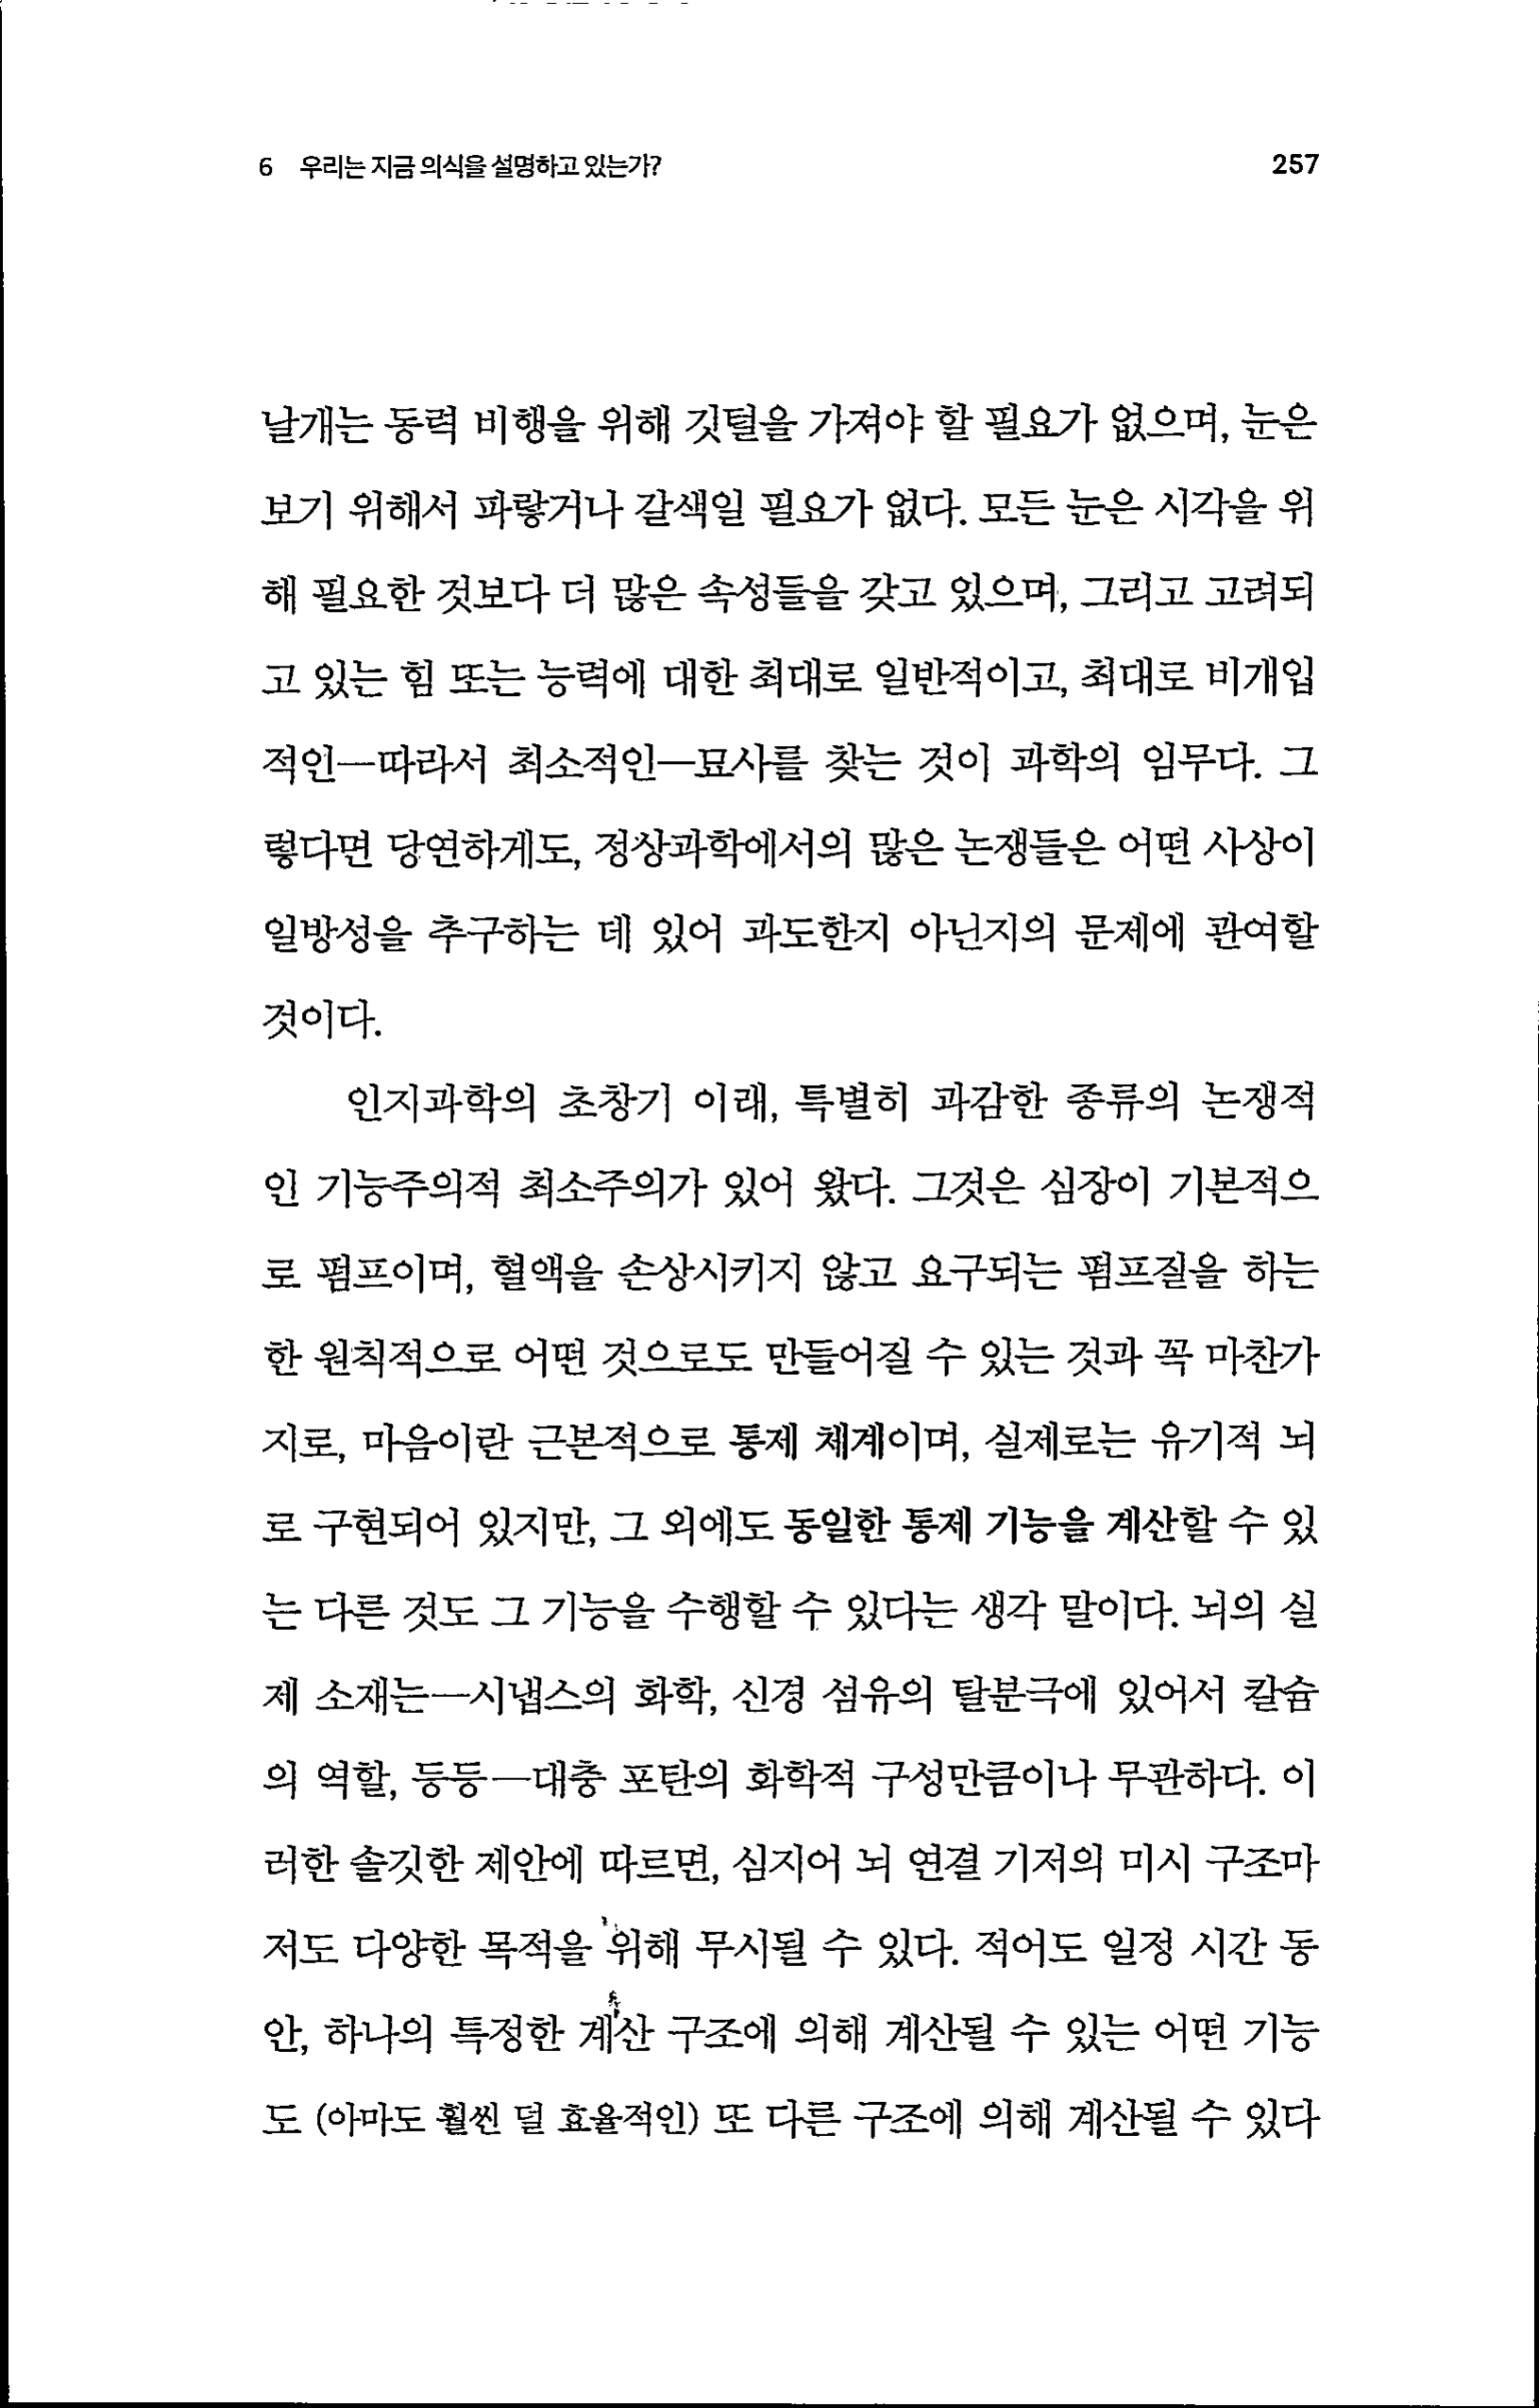 6 우리는 지금 의식을 설명하고 있는가? 257
날개는 동력 비행을 위해 깃털을 가져야 할 필요가 없으며, 눈은
보기 위해서 파랗거나 갈색일 필요가 없다. 모든 눈은 시각을 위
해 필요한 것보다 더 많은 속성들을 갖고 있으며, 그리고 고려되
고 있는 힘 또는 능력에 대한 최대로 일반적이고, 최대로 비개입
적인—따라서 최소적인—묘사를 찾는 것이 과학의 임무다. 그
렇다면 당연하게도, 정상과학에서의 많은 논쟁들은 어떤 사상이
일방성을 추구하는 데 있어 과도한지 아닌지의 문제에 관여할
것이다.
인지과학의 초창기 이래, 특별히 과감한 종류의 논쟁적
인 기능주의적 최소주의가 있어 왔다. 그것은 심장이 기본적으
로 펌프이며, 혈액을 손상시키지 않고 요구되는 펌프질을 하는
한 원칙적으로 어떤 것으로도 만들어질 수 있는 것과 꼭 마찬가
지로, 마음이란 근본적으로 통제 체계이며, 실제로는 유기적 뇌
로 구현되어 있지만, 그 외에도 동일한 통제 기능을 계산할 수 있
는 다른 것도 그 기능을 수행할 수 있다는 생각 말이다. 뇌의 실
제 소재는—시냅스의 화학, 신경 섬유의 탈분극에 있어서 칼슘
의 역할, 등등—대충 포탄의 화학적 구성만큼이나 무관하다. 이
러한 솔깃한 제안에 따르면, 심지어 뇌 연결 기저의 미시 구조마
저도 다양한 목적을 위해 무시될 수 있다. 적어도 일정 시간 동
안, 하나의 특정한 계산 구조에 의해 계산될 수 있는 어떤 기능
도 (아마도 훨씬 덜 효율적인) 또 다른 구조에 의해 계산될 수 있다